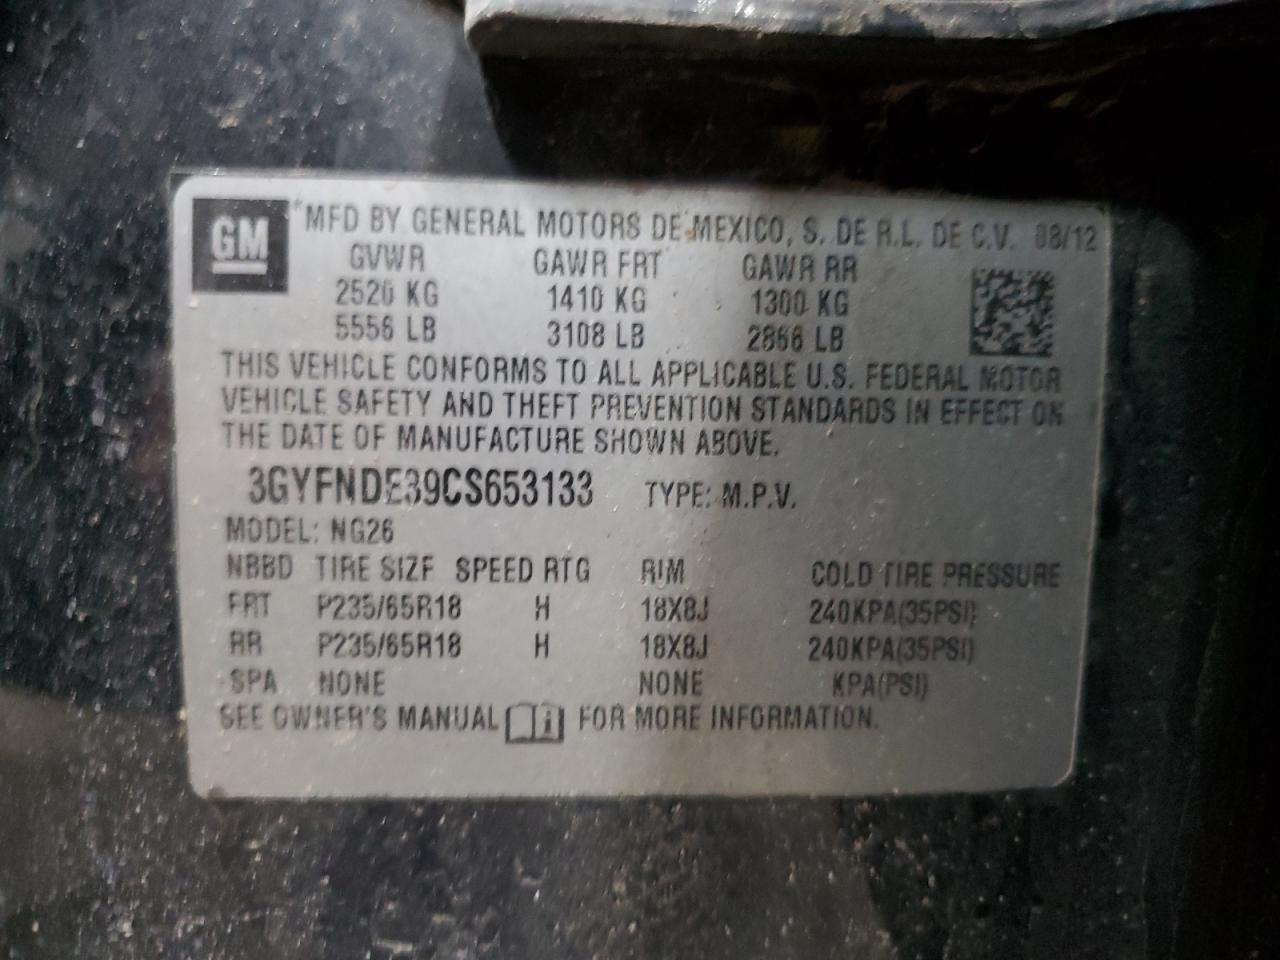 GM *MFD BY GENERAL MOTORS DE MEXICO, S. DE R.L. DE C.V. 08/12
GVWR GAWR FRT GAWR RR
2520 KG 1410 KG 1300 KG
5556 LB 3108 LB 2866 LB
THIS VEHICLE CONFORMS TO ALL APPLICABLE U.S. FEDERAL MOTOR
VEHICLE SAFETY AND THEFT PREVENTION STANDARDS IN EFFECT ON
THE DATE OF MANUFACTURE SHOWN ABOVE.
3GYFNDE39CS653133 TYPE: M.P.V.
MODEL: NG26
NBBD TIRE SIZE SPEED RTG RIM COLD TIRE PRESSURE
FRT P235/65R18 H 18X8J 240KPA(35PSI)
RR P235/65R18 H 18X8J 240KPA(35PSI)
SPA NONE NONE KPA(PSI)
SEE OWNER'S MANUAL FOR MORE INFORMATION.